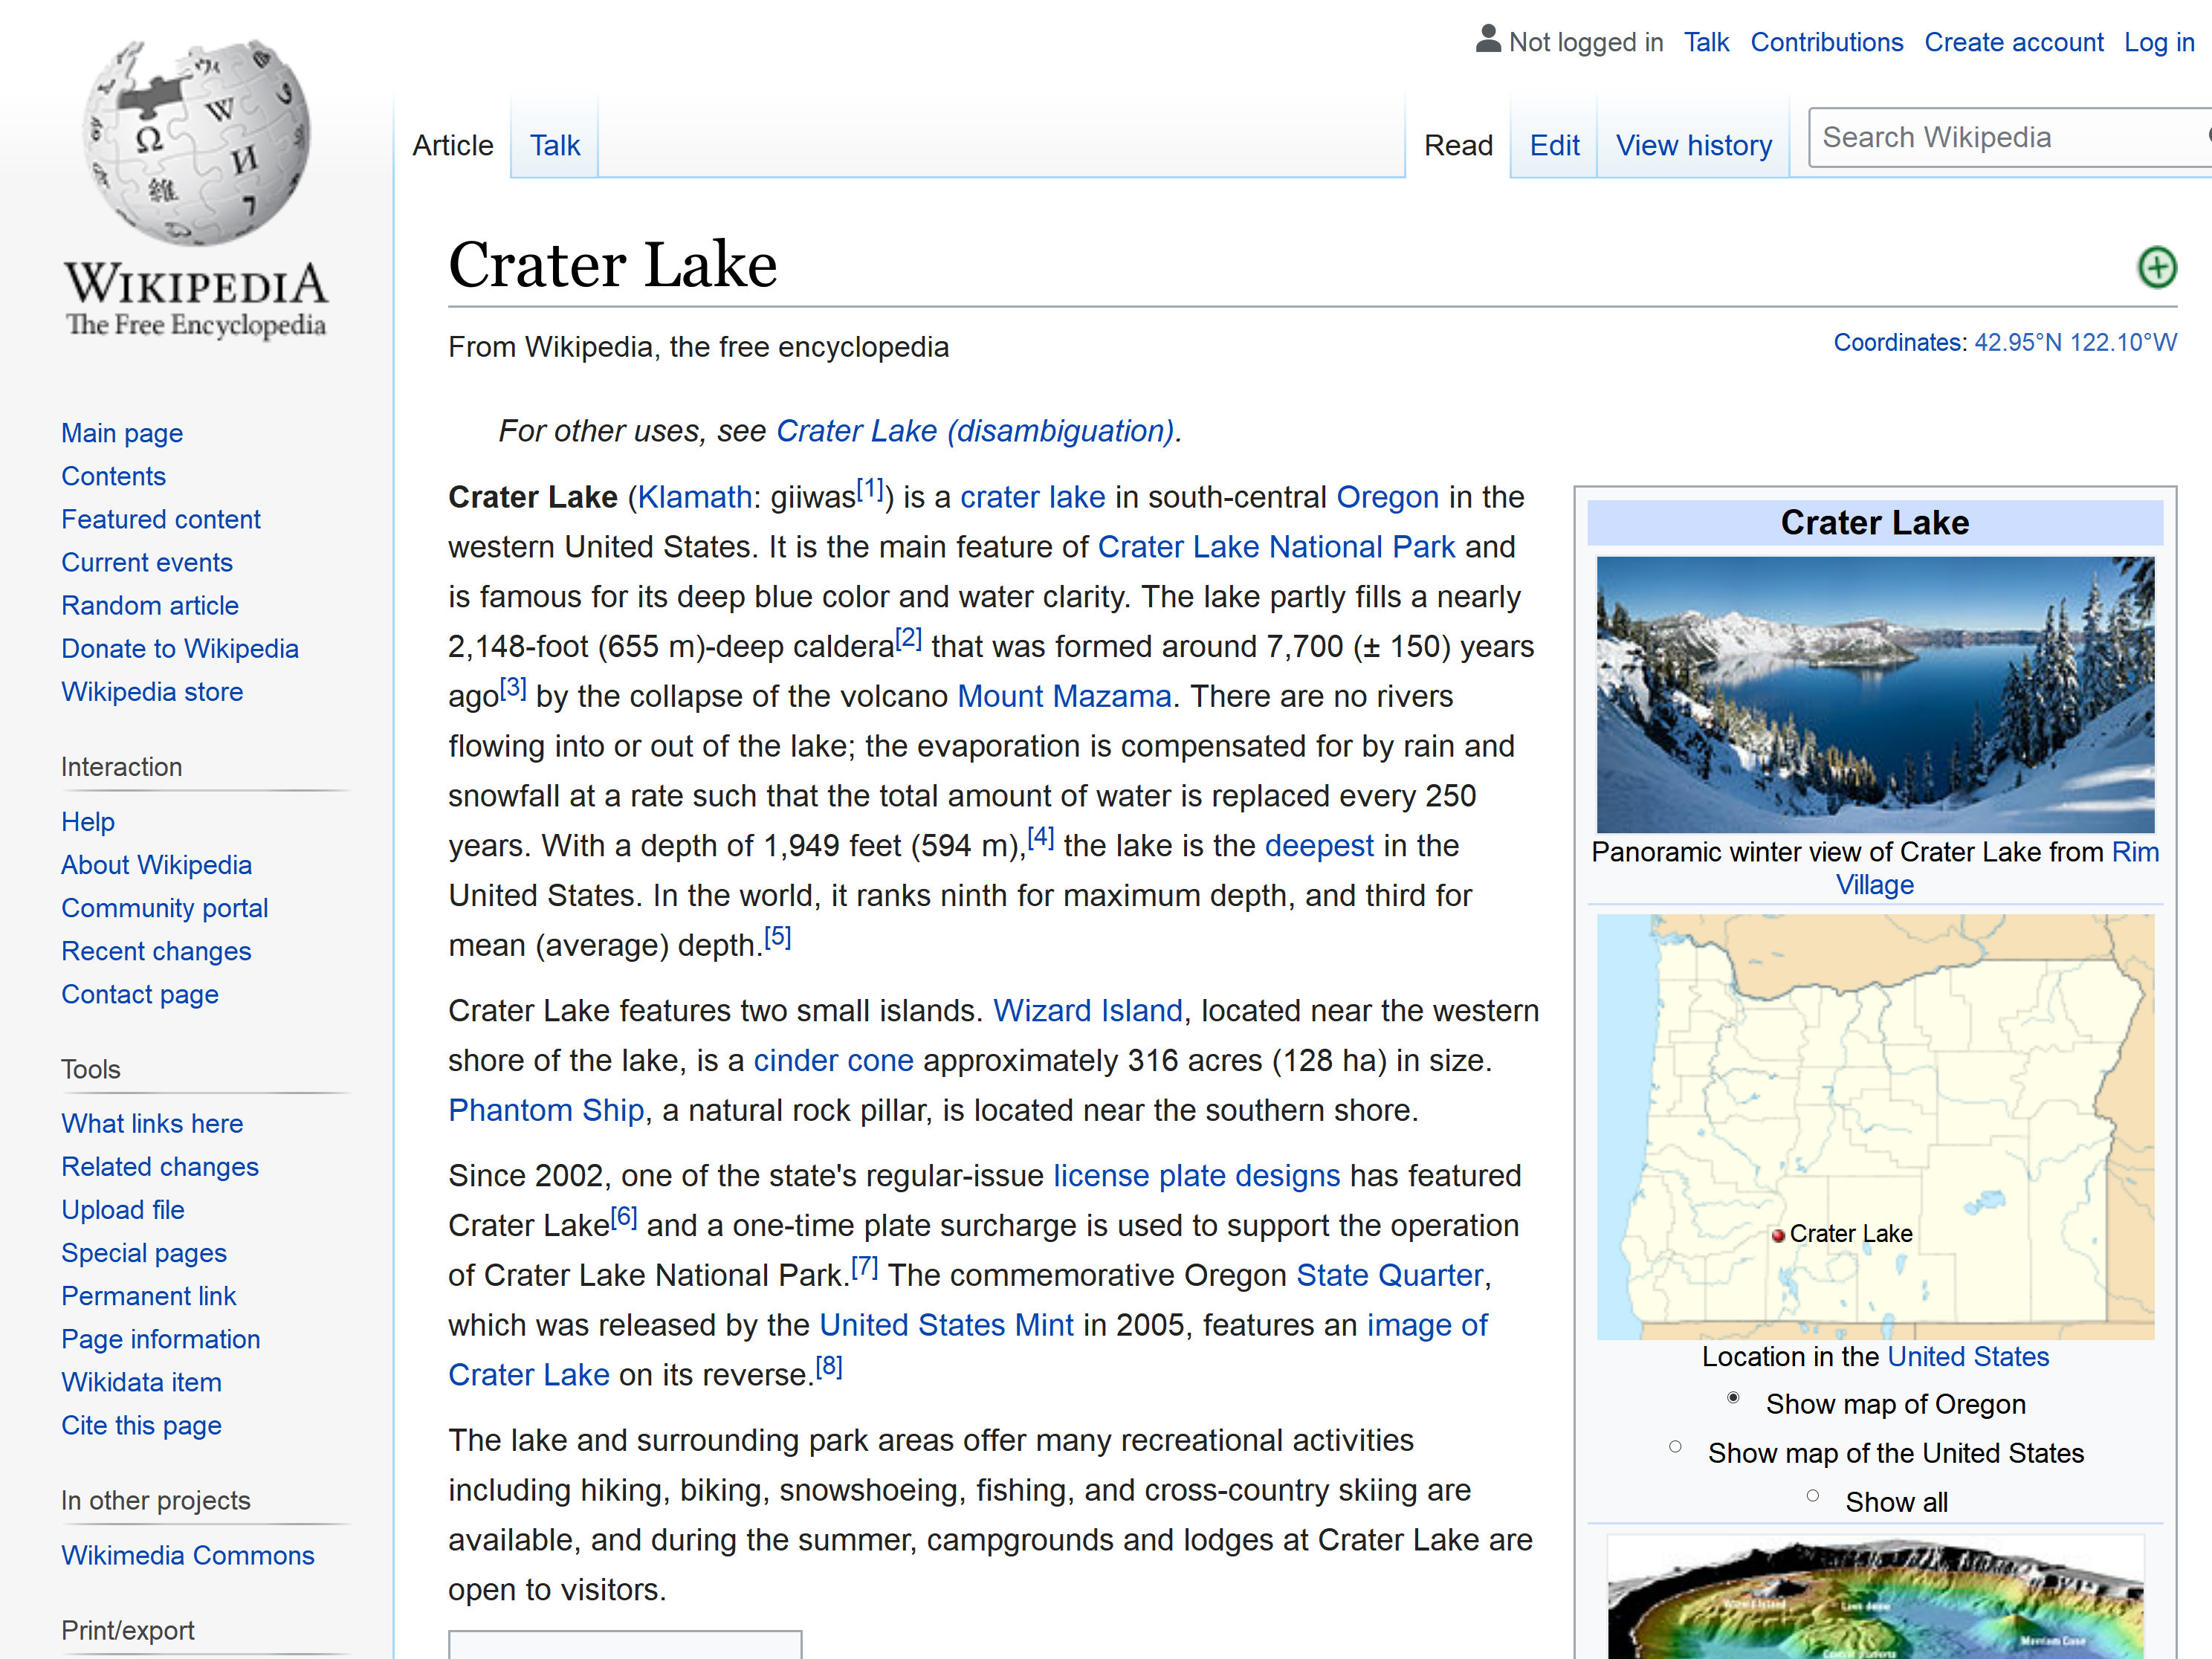 Not logged in Talk Contributions Create account Log in
Article Talk Read Edit View history Search Wikipedia
WIKIPEDIA
The Free Encyclopedia
Main page
Contents
Featured content
Current events
Random article
Donate to Wikipedia
Wikipedia store
Interaction
Help
About Wikipedia
Community portal
Recent changes
Contact page
Tools
What links here
Related changes
Upload file
Special pages
Permanent link
Page information
Wikidata item
Cite this page
In other projects
Wikimedia Commons
Print/export
Crater Lake
From Wikipedia, the free encyclopedia
Coordinates: 42.95°N 122.10°W
For other uses, see Crater Lake (disambiguation).
Crater Lake (Klamath: giiwas[1]) is a crater lake in south-central Oregon in the
western United States. It is the main feature of Crater Lake National Park and
is famous for its deep blue color and water clarity. The lake partly fills a nearly
2,148-foot (655 m)-deep caldera[2] that was formed around 7,700 (± 150) years
ago[3] by the collapse of the volcano Mount Mazama. There are no rivers
flowing into or out of the lake; the evaporation is compensated for by rain and
snowfall at a rate such that the total amount of water is replaced every 250
years. With a depth of 1,949 feet (594 m),[4] the lake is the deepest in the
United States. In the world, it ranks ninth for maximum depth, and third for
mean (average) depth.[5]
Crater Lake features two small islands. Wizard Island, located near the western
shore of the lake, is a cinder cone approximately 316 acres (128 ha) in size.
Phantom Ship, a natural rock pillar, is located near the southern shore.
Since 2002, one of the state's regular-issue license plate designs has featured
Crater Lake[6] and a one-time plate surcharge is used to support the operation
of Crater Lake National Park.[7] The commemorative Oregon State Quarter,
which was released by the United States Mint in 2005, features an image of
Crater Lake on its reverse.[8]
The lake and surrounding park areas offer many recreational activities
including hiking, biking, snowshoeing, fishing, and cross-country skiing are
available, and during the summer, campgrounds and lodges at Crater Lake are
open to visitors.
Crater Lake
Panoramic winter view of Crater Lake from Rim
Village
Crater Lake
Location in the United States
Show map of Oregon
Show map of the United States
Show all
Wizard Island
Merriam Cone